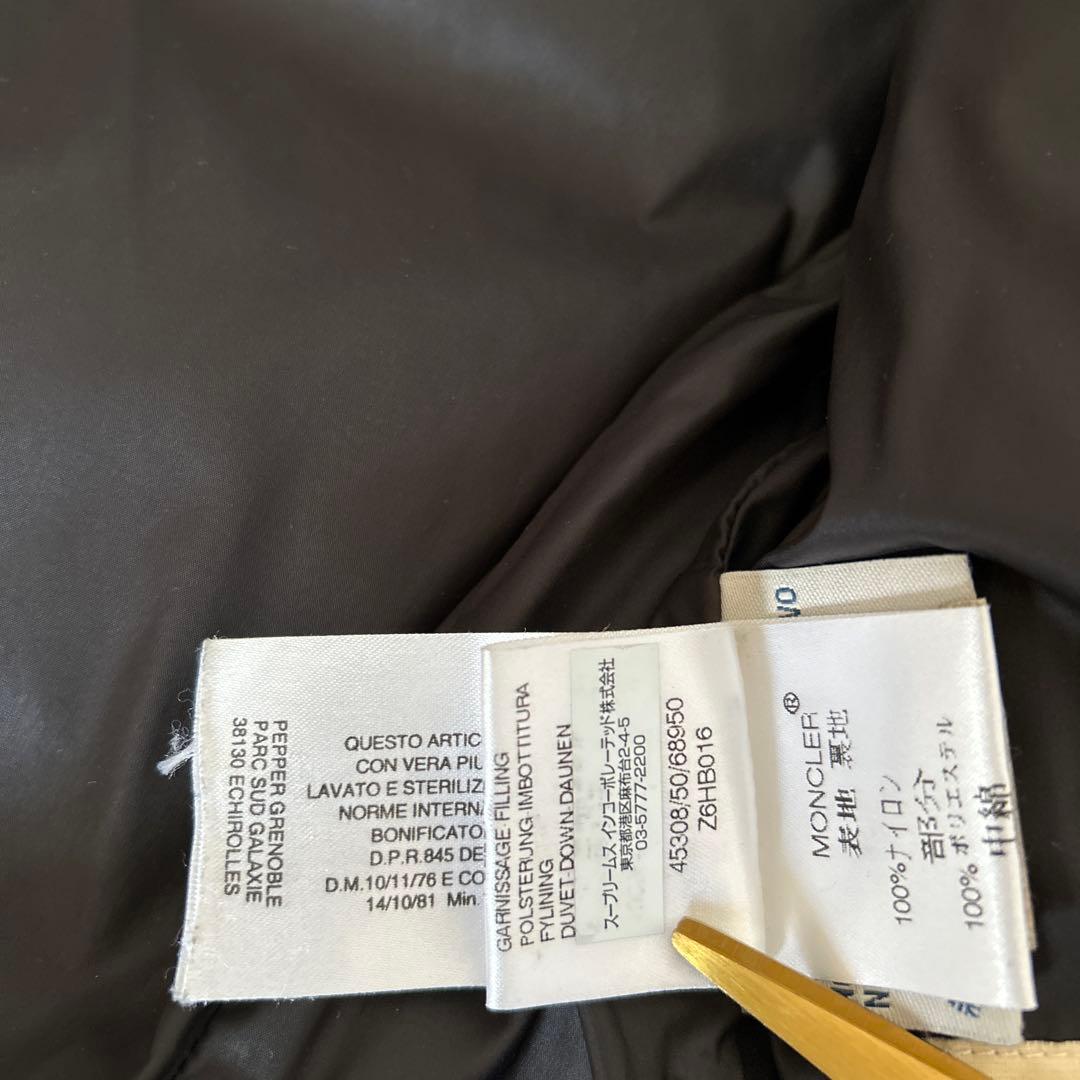 PEPPER GRENOBLE
PARC SUD GALAXIE
38130 ECHIROLLES
QUESTO ARTIC
CON VERA PIU
LAVATO E STERILIZ
NORME INTERN
BONIFICATO
D.P.R.845 DE
D.M.10/11/76 E CO
14/10/81 Min.
GARNISSAGE-FILLING
POLSTERUNG-IMBOTTITURA
FYLINING
DUVET-DOWN-DAUNEN
スープリームス インコーポレーテッド株式会社
東京都港区麻布台2-4-5
03-5777-2200
45308/50/68950
Z6HB016
MONCLER®
表地 裏地
100%ナイロン
部分
100%ポリエステル
中綿